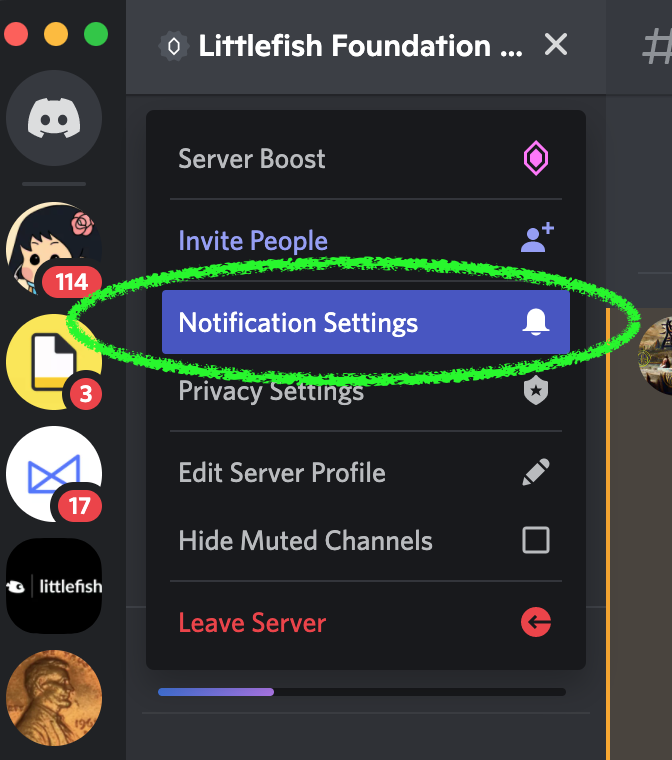 Littlefish Foundation ...
#
Server Boost
Invite People
114
Notification Settings
3
Privacy Settings
Edit Server Profile
17
Hide Muted Channels
littlefish
Leave Server
196